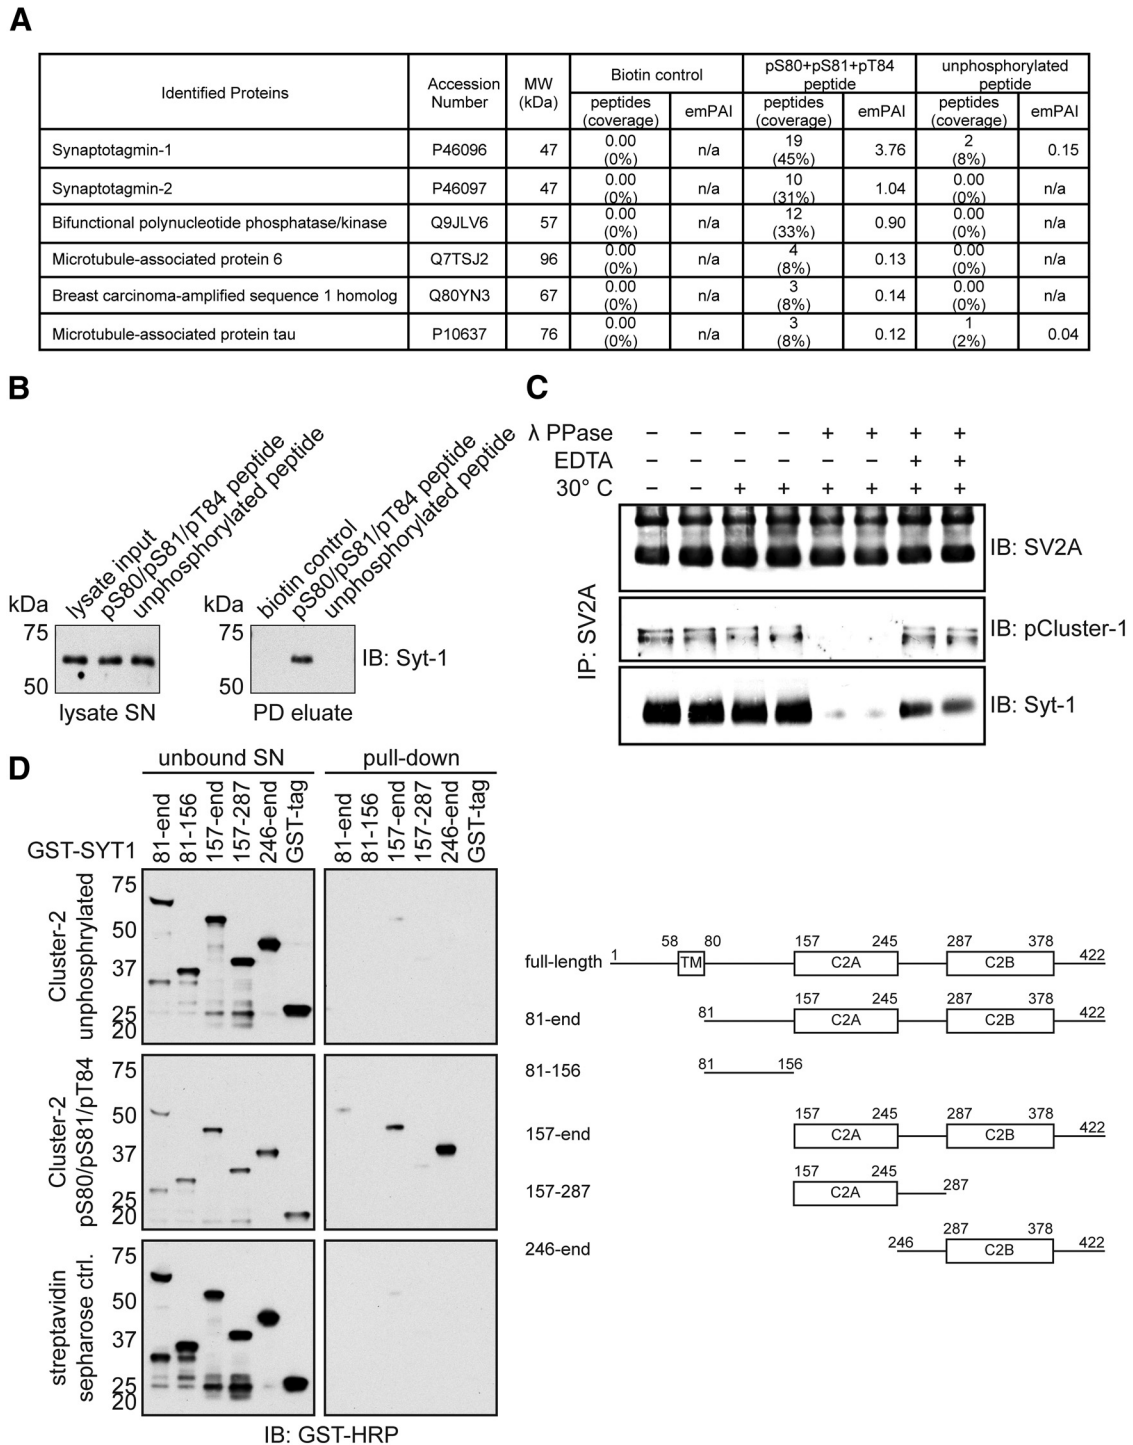 A
Identified Proteins
Accession Number
MW (kDa)
Biotin control
pS80+pS81+pT84 peptide
unphosphorylated peptide
peptides (coverage) emPAI peptides (coverage) emPAI peptides (coverage) emPAI
Synaptotagmin-1 P46096 47 0.00 (0%) n/a 19 (45%) 3.76 2 (8%) 0.15
Synaptotagmin-2 P46097 47 0.00 (0%) n/a 10 (31%) 1.04 0.00 (0%) n/a
Bifunctional polynucleotide phosphatase/kinase Q9JLV6 57 0.00 (0%) n/a 12 (33%) 0.90 0.00 (0%) n/a
Microtubule-associated protein 6 Q7TSJ2 96 0.00 (0%) n/a 4 (8%) 0.13 0.00 (0%) n/a
Breast carcinoma-amplified sequence 1 homolog Q80YN3 67 0.00 (0%) n/a 3 (8%) 0.14 0.00 (0%) n/a
Microtubule-associated protein tau P10637 76 0.00 (0%) n/a 3 (8%) 0.12 1 (2%) 0.04
B
lysate input
pS80/pS81/pT84 peptide
unphosphorylated peptide
biotin control
pS80/pS81/pT84 peptide
unphosphorylated peptide
kDa
75
50
kDa
75
50
IB: Syt-1
lysate SN
PD eluate
C
λ PPase − − − − + + + +
EDTA − − − − − − + +
30° C − − + + + + + +
IP: SV2A
IB: SV2A
IB: pCluster-1
IB: Syt-1
D
unbound SN
pull-down
GST-SYT1
81-end
81-156
157-end
157-287
246-end
GST-tag
81-end
81-156
157-end
157-287
246-end
GST-tag
Cluster-2
unphosphrylated
75
50
37
25
20
Cluster-2
pS80/pS81/pT84
75
50
37
25
20
streptavidin
sepharose ctrl.
75
50
37
25
20
IB: GST-HRP
full-length 1 58 TM 80 157 C2A 245 287 C2B 378 422
81-end 81 157 C2A 245 287 C2B 378 422
81-156 81 156
157-end 157 C2A 245 287 C2B 378 422
157-287 157 C2A 245 287
246-end 246 287 C2B 378 422